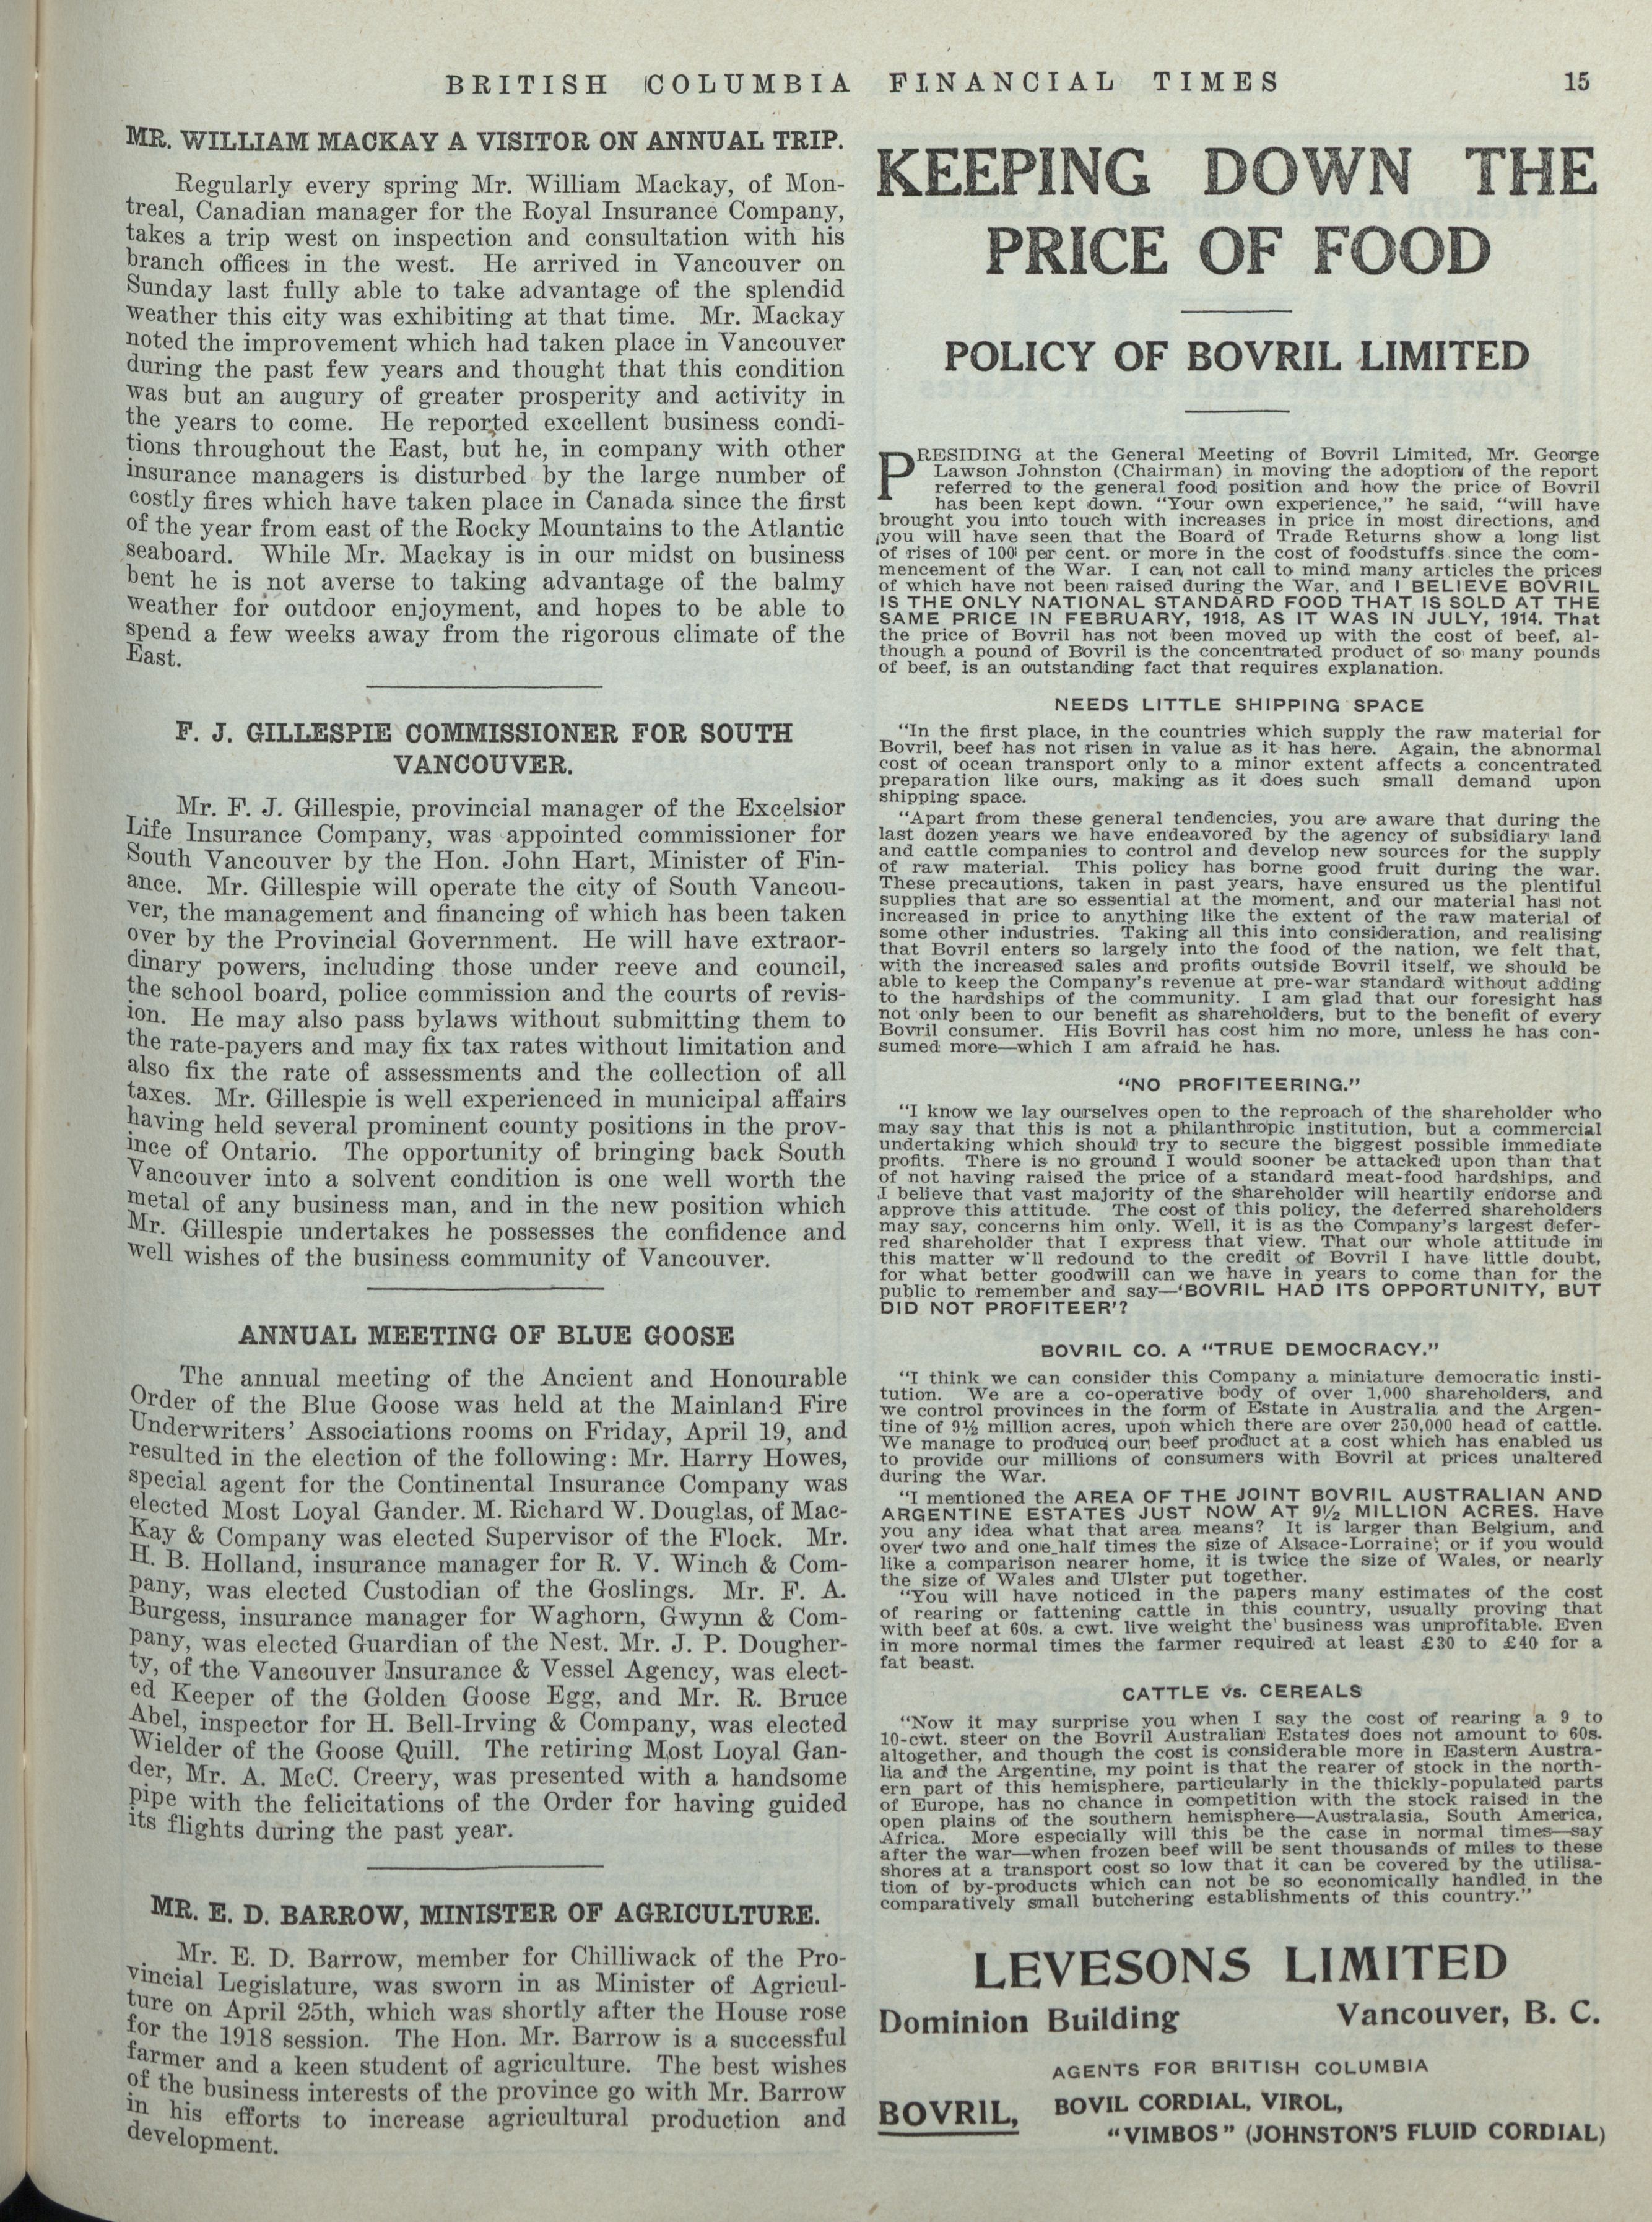 BRITISH COLUMBIA FINANCIAL TIMES 15
MR. WILLIAM MACKAY A VISITOR ON ANNUAL TRIP.
Regularly every spring Mr. William Mackay, of Mon-
treal, Canadian manager for the Royal Insurance Company,
takes a trip west on inspection and consultation with his
branch offices in the west. He arrived in Vancouver on
Sunday last fully able to take advantage of the splendid
weather this city was exhibiting at that time. Mr. Mackay
noted the improvement which had taken place in Vancouver
during the past few years and thought that this condition
was but an augury of greater prosperity and activity in
the years to come. He reported excellent business condi-
tions throughout the East, but he, in company with other
insurance managers is disturbed by the large number of
costly fires which have taken place in Canada since the first
of the year from east of the Rocky Mountains to the Atlantic
seaboard. While Mr. Mackay is in our midst on business
bent he is not averse to taking advantage of the balmy
weather for outdoor enjoyment, and hopes to be able to
spend a few weeks away from the rigorous climate of the
East.
F. J. GILLESPIE COMMISSIONER FOR SOUTH
VANCOUVER.
Mr. F. J. Gillespie, provincial manager of the Excelsior
Life Insurance Company, was appointed commissioner for
South Vancouver by the Hon. John Hart, Minister of Fin-
ance. Mr. Gillespie will operate the city of South Vancou-
ver, the management and financing of which has been taken
over by the Provincial Government. He will have extraor-
dinary powers, including those under reeve and council,
the school board, police commission and the courts of revis-
ion. He may also pass bylaws without submitting them to
the rate-payers and may fix tax rates without limitation and
also fix the rate of assessments and the collection of all
taxes. Mr. Gillespie is well experienced in municipal affairs
having held several prominent county positions in the prov-
ince of Ontario. The opportunity of bringing back South
Vancouver into a solvent condition is one well worth the
metal of any business man, and in the new position which
Mr. Gillespie undertakes he possesses the confidence and
well wishes of the business community of Vancouver.
ANNUAL MEETING OF BLUE GOOSE
The annual meeting of the Ancient and Honourable
Order of the Blue Goose was held at the Mainland Fire
Underwriters' Associations rooms on Friday, April 19, and
resulted in the election of the following: Mr. Harry Howes,
special agent for the Continental Insurance Company was
elected Most Loyal Gander. M. Richard W. Douglas, of Mac-
Kay & Company was elected Supervisor of the Flock. Mr.
H. B. Holland, insurance manager for R. V. Winch & Com-
pany, was elected Custodian of the Goslings. Mr. F. A.
Burgess, insurance manager for Waghorn, Gwynn & Com-
pany, was elected Guardian of the Nest. Mr. J. P. Dougher-
ty, of the Vancouver Insurance & Vessel Agency, was elect-
ed Keeper of the Golden Goose Egg, and Mr. R. Bruce
Abel, inspector for H. Bell-Irving & Company, was elected
Wielder of the Goose Quill. The retiring Most Loyal Gan-
der, Mr. A. McC. Creery, was presented with a handsome
pipe with the felicitations of the Order for having guided
its flights during the past year.
MR. E. D. BARROW, MINISTER OF AGRICULTURE.
Mr. E. D. Barrow, member for Chilliwack of the Pro-
vincial Legislature, was sworn in as Minister of Agricul-
ture on April 25th, which was shortly after the House rose
for the 1918 session. The Hon. Mr. Barrow is a successful
farmer and a keen student of agriculture. The best wishes
of the business interests of the province go with Mr. Barrow
in his efforts to increase agricultural production and
development.
KEEPING DOWN THE
PRICE OF FOOD
POLICY OF BOVRIL LIMITED
PRESIDING at the General Meeting of Bovril Limited, Mr. George
Lawson Johnston (Chairman) in moving the adoption of the report
referred to the general food position and how the price of Bovril
has been kept down. "Your own experience," he said, "will have
brought you into touch with increases in price in most directions, and
you will have seen that the Board of Trade Returns show a long list
of rises of 100 per cent. or more in the cost of foodstuffs since the com-
mencement of the War. I can not call to mind many articles the prices
of which have not been raised during the War, and I BELIEVE BOVRIL
IS THE ONLY NATIONAL STANDARD FOOD THAT IS SOLD AT THE
SAME PRICE IN FEBRUARY, 1918, AS IT WAS IN JULY, 1914. That
the price of Bovril has not been moved up with the cost of beef, al-
though a pound of Bovril is the concentrated product of so many pounds
of beef, is an outstanding fact that requires explanation.
NEEDS LITTLE SHIPPING SPACE
"In the first place, in the countries which supply the raw material for
Bovril, beef has not risen in value as it has here. Again, the abnormal
cost of ocean transport only to a minor extent affects a concentrated
preparation like ours, making as it does such small demand upon
shipping space.
"Apart from these general tendencies, you are aware that during the
last dozen years we have endeavored by the agency of subsidiary land
and cattle companies to control and develop new sources for the supply
of raw material. This policy has borne good fruit during the war.
These precautions, taken in past years, have ensured us the plentiful
supplies that are so essential at the moment, and our material has not
increased in price to anything like the extent of the raw material of
some other industries. Taking all this into consideration, and realising
that Bovril enters so largely into the food of the nation, we felt that,
with the increased sales and profits outside Bovril itself, we should be
able to keep the Company's revenue at pre-war standard without adding
to the hardships of the community. I am glad that our foresight has
not only been to our benefit as shareholders, but to the benefit of every
Bovril consumer. His Bovril has cost him no more, unless he has con-
sumed more—which I am afraid he has.
"NO PROFITEERING."
"I know we lay ourselves open to the reproach of the shareholder who
may say that this is not a philanthropic institution, but a commercial
undertaking which should try to secure the biggest possible immediate
profits. There is no ground I would sooner be attacked upon than that
of not having raised the price of a standard meat-food hardships, and
I believe that vast majority of the shareholder will heartily endorse and
approve this attitude. The cost of this policy, the deferred shareholders
may say, concerns him only. Well, it is as the Company's largest defer-
red shareholder that I express that view. That our whole attitude in
this matter w'll redound to the credit of Bovril I have little doubt,
for what better goodwill can we have in years to come than for the
public to remember and say—'BOVRIL HAD ITS OPPORTUNITY, BUT
DID NOT PROFITEER'?
BOVRIL CO. A "TRUE DEMOCRACY."
"I think we can consider this Company a miniature democratic insti-
tution. We are a co-operative body of over 1,000 shareholders, and
we control provinces in the form of Estate in Australia and the Argen-
tine of 9½ million acres, upon which there are over 250,000 head of cattle.
We manage to produce our beef product at a cost which has enabled us
to provide our millions of consumers with Bovril at prices unaltered
during the War.
"I mentioned the AREA OF THE JOINT BOVRIL AUSTRALIAN AND
ARGENTINE ESTATES JUST NOW AT 9½ MILLION ACRES. Have
you any idea what that area means? It is larger than Belgium, and
over two and one half times the size of Alsace-Lorraine; or if you would
like a comparison nearer home, it is twice the size of Wales, or nearly
the size of Wales and Ulster put together.
"You will have noticed in the papers many estimates of the cost
of rearing or fattening cattle in this country, usually proving that
with beef at 60s. a cwt. live weight the business was unprofitable. Even
in more normal times the farmer required at least £30 to £40 for a
fat beast.
CATTLE vs. CEREALS
"Now it may surprise you when I say the cost of rearing a 9 to
10-cwt. steer on the Bovril Australian Estates does not amount to 60s.
altogether, and though the cost is considerable more in Eastern Austra-
lia and the Argentine, my point is that the rearer of stock in the north-
ern part of this hemisphere, particularly in the thickly-populated parts
of Europe, has no chance in competition with the stock raised in the
open plains of the southern hemisphere—Australasia, South America,
Africa. More especially will this be the case in normal times—say
after the war—when frozen beef will be sent thousands of miles to these
shores at a transport cost so low that it can be covered by the utilisa-
tion of by-products which can not be so economically handled in the
comparatively small butchering establishments of this country."
LEVESONS LIMITED
Dominion Building Vancouver, B. C.
AGENTS FOR BRITISH COLUMBIA
BOVRIL, BOVIL CORDIAL, VIROL,
"VIMBOS" (JOHNSTON'S FLUID CORDIAL)